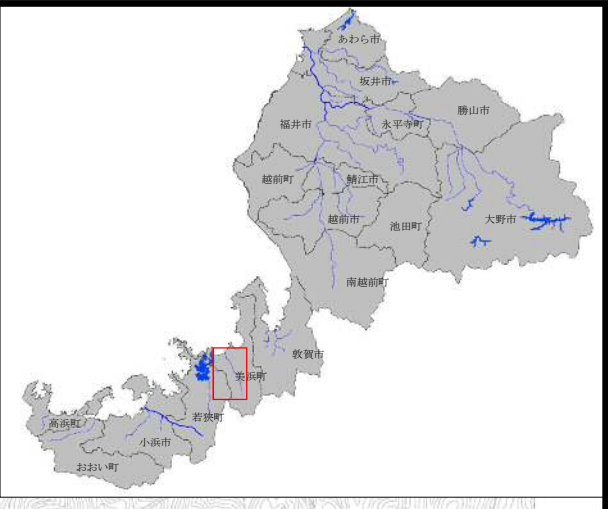 あわら市
坂井市
勝山市
福井市
永平寺町
越前町
鯖江市
越前市
池田町
大野市
南越前町
敦賀市
美浜町
若狭町
高浜町
小浜市
おおい町